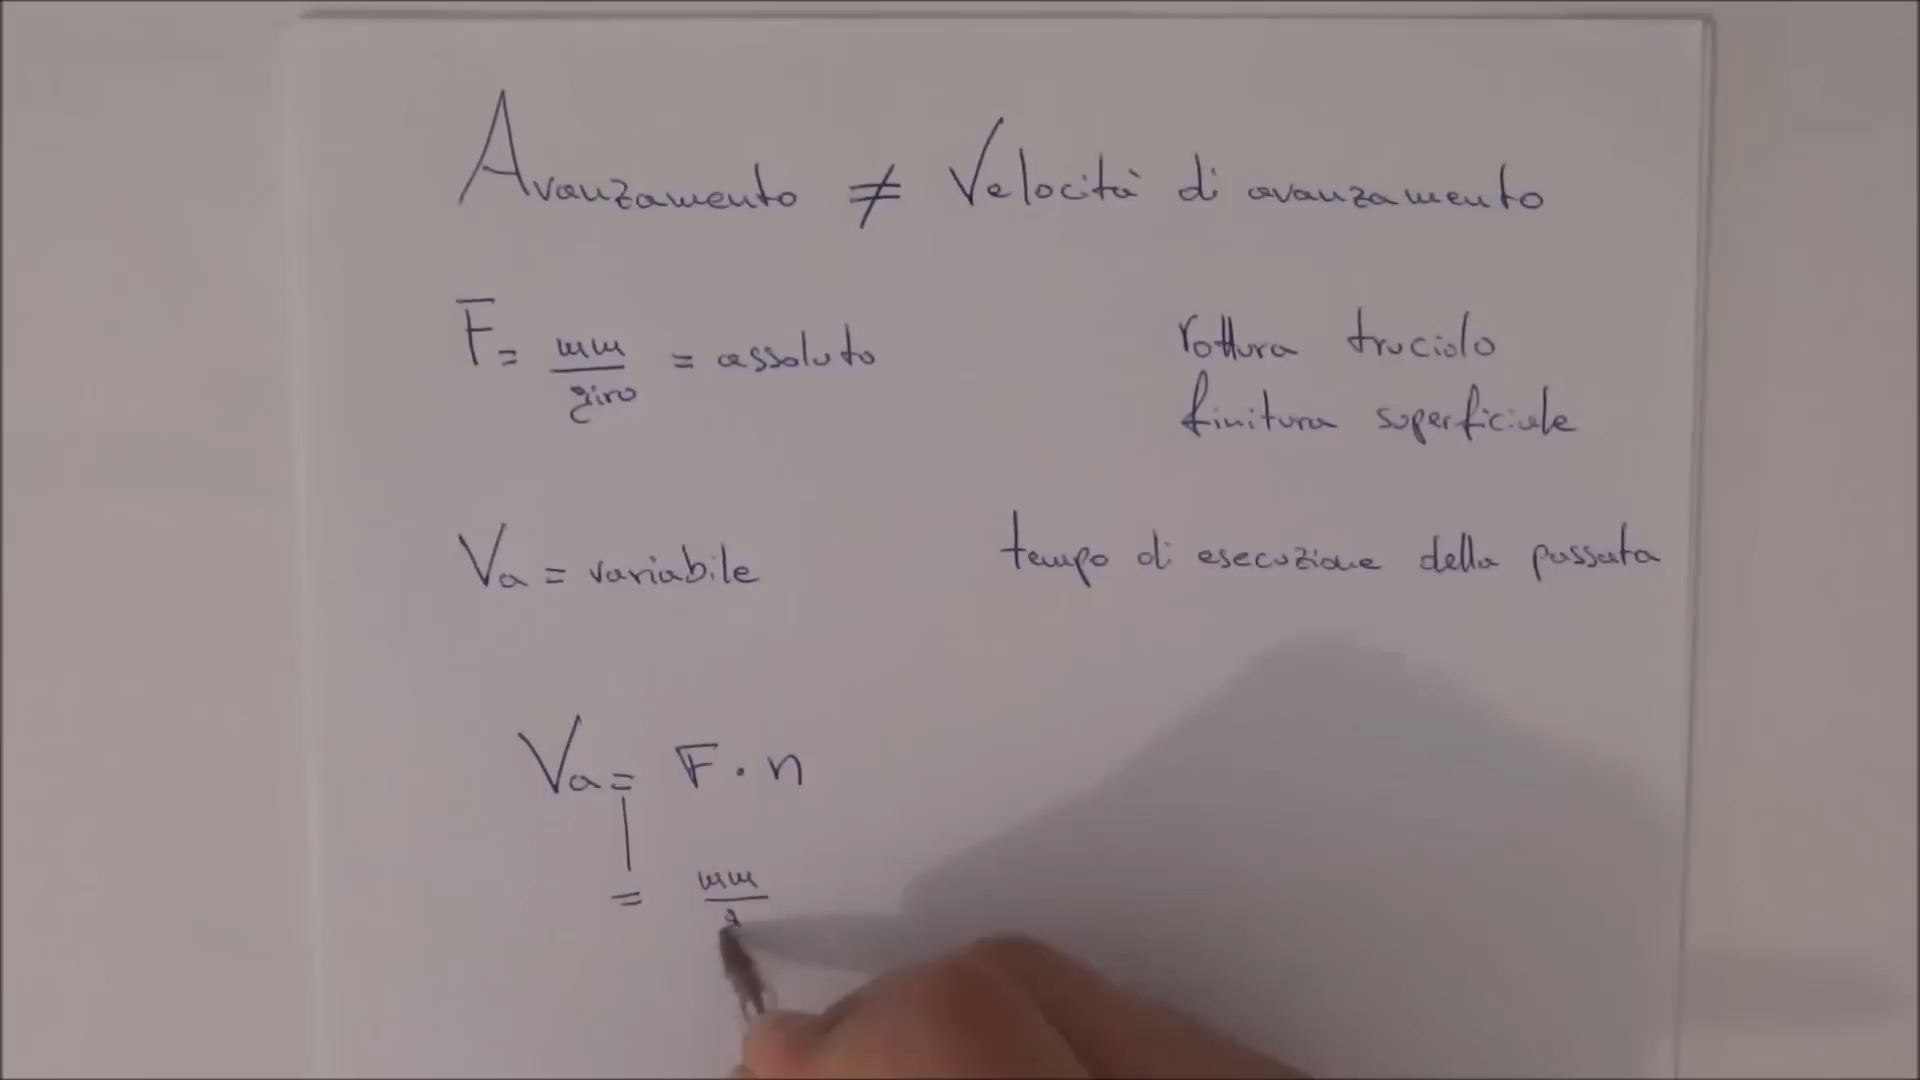 Avanzamento ≠ Velocità di avanzamento
F = mm/giro = assoluto
rottura truciolo
finitura superficiale
Va = variabile
tempo di esecuzione della passata
Va = F · n
= mm/